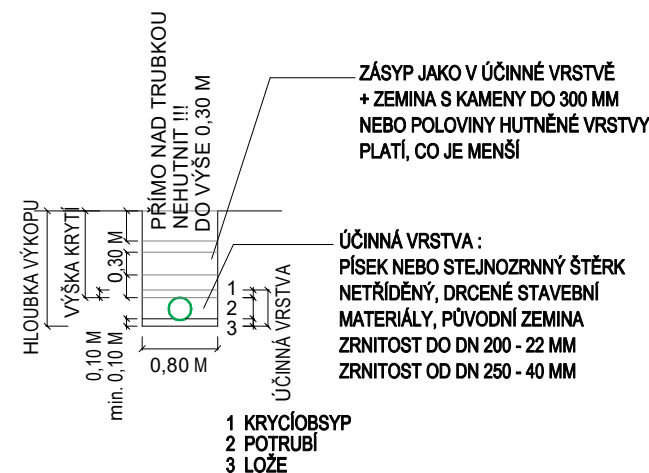 PŘÍMO NAD TRUBKOU
NEHUTNIT !!!
DO VÝŠE 0,30 M
ZÁSYP JAKO V ÚČINNÉ VRSTVĚ
+ ZEMINA S KAMENY DO 300 MM
NEBO POLOVINY HUTNĚNÉ VRSTVY
PLATÍ, CO JE MENŠÍ
HLOUBKA VÝKOPU
VÝŠKA KRYTÍ
0,30 M
0,10 M
min. 0,10 M
1
2
3
0,80 M
ÚČINNÁ VRSTVA
ÚČINNÁ VRSTVA :
PÍSEK NEBO STEJNOZRNNÝ ŠTĚRK
NETŘÍDĚNÝ, DRCENÉ STAVEBNÍ
MATERIÁLY, PŮVODNÍ ZEMINA
ZRNITOST DO DN 200 - 22 MM
ZRNITOST OD DN 250 - 40 MM
1 KRYCÍOBSYP
2 POTRUBÍ
3 LOŽE